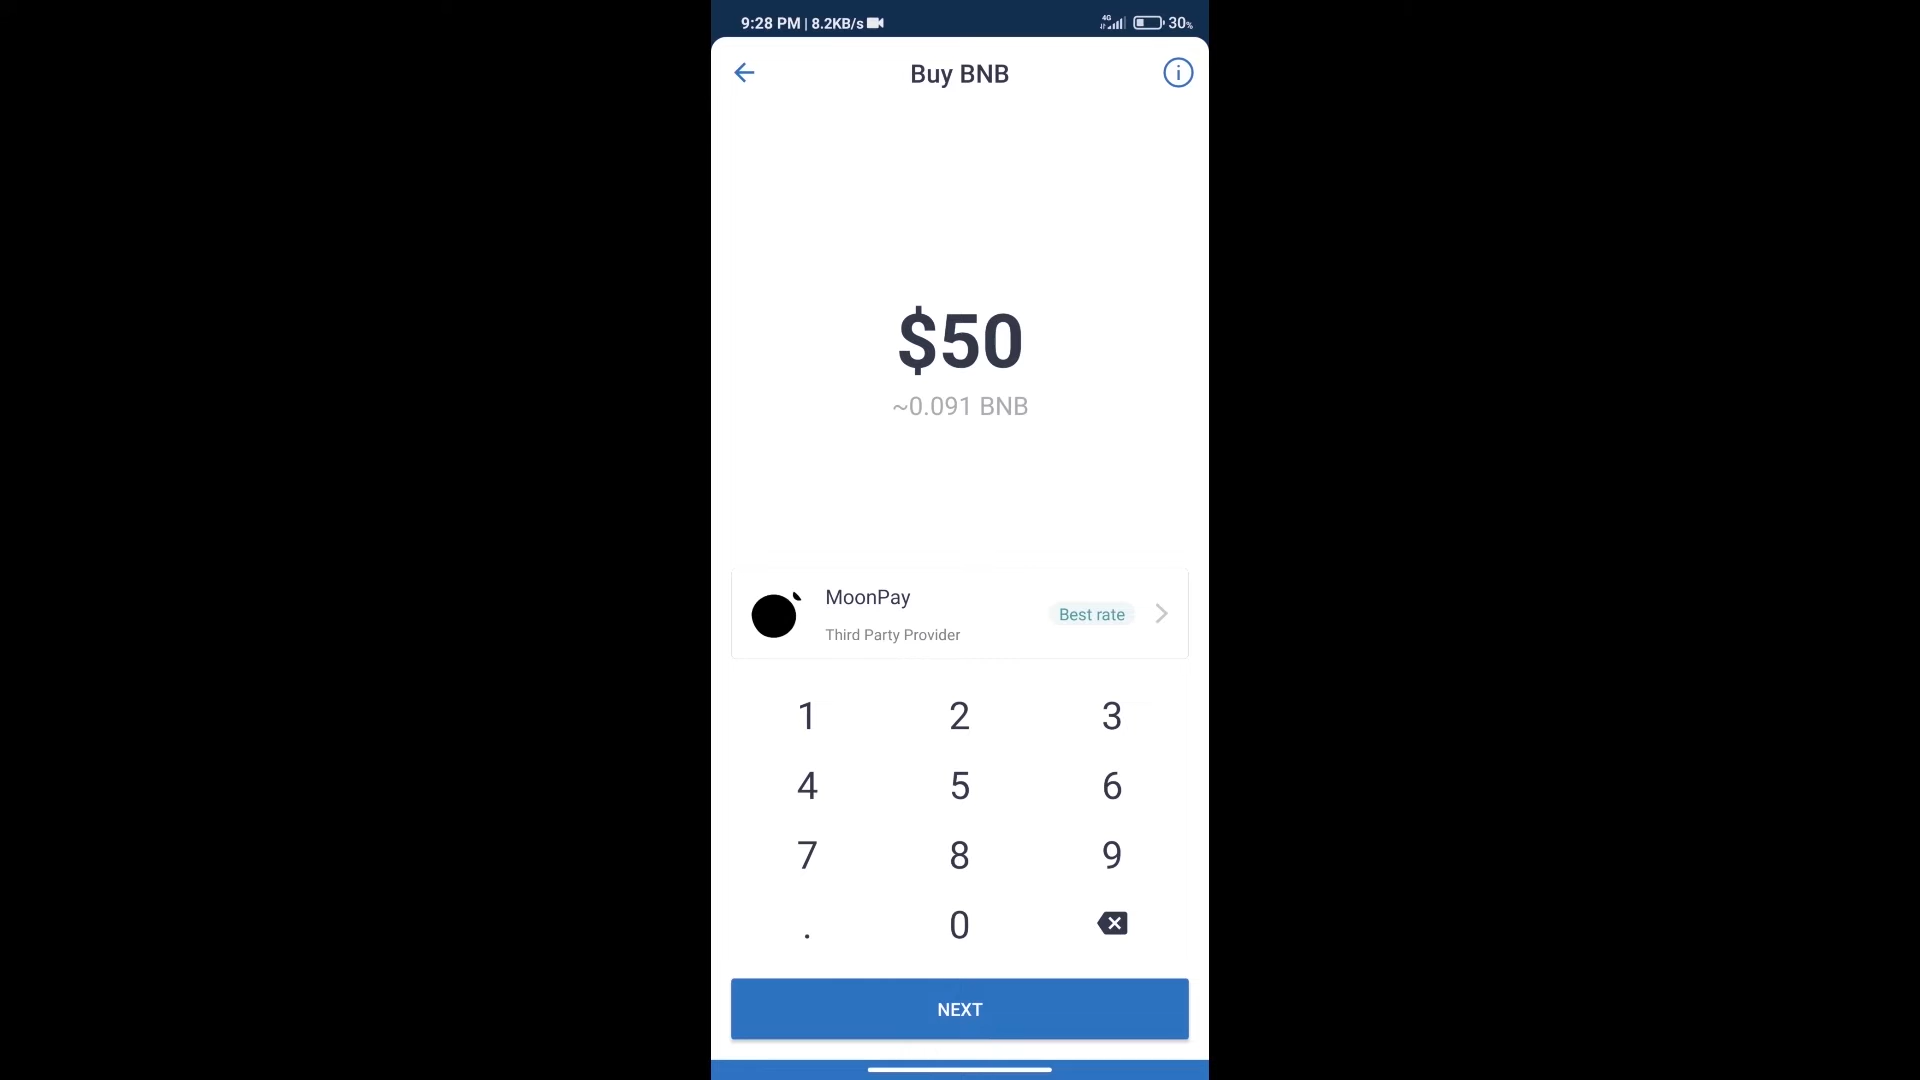 9:28 PM | 8.2KB/s 4G 30%
Buy BNB
$50
~0.091 BNB
MoonPay
Best rate
Third Party Provider
1 2 3
4 5 6
7 8 9
. 0
NEXT